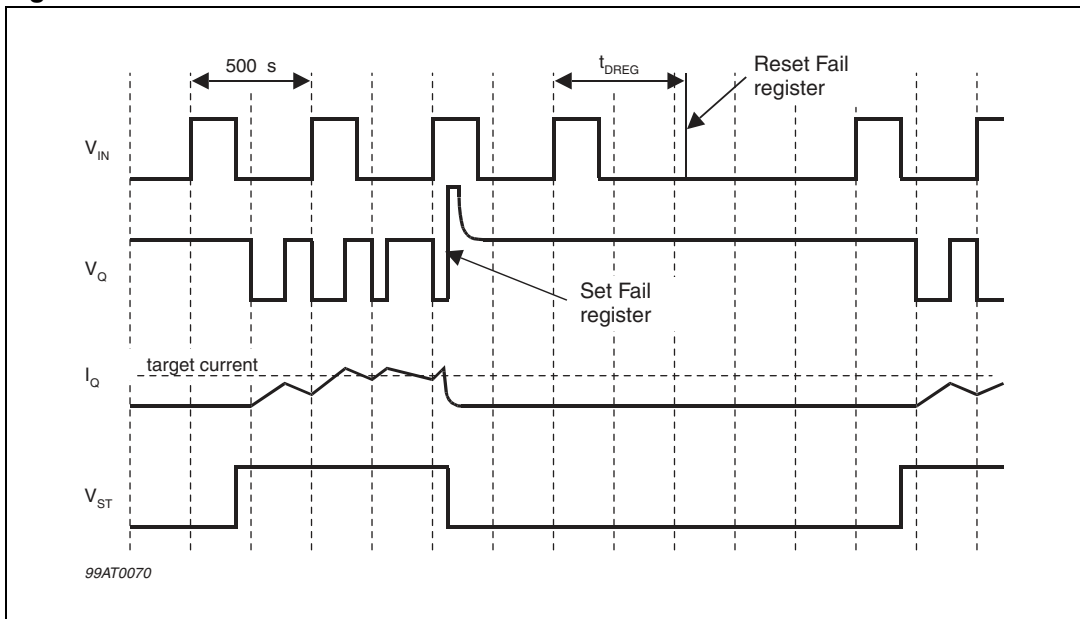 500 s
tDREG
Reset Fail
register
VIN
VQ
Set Fail
register
target current
IQ
VST
99AT0070